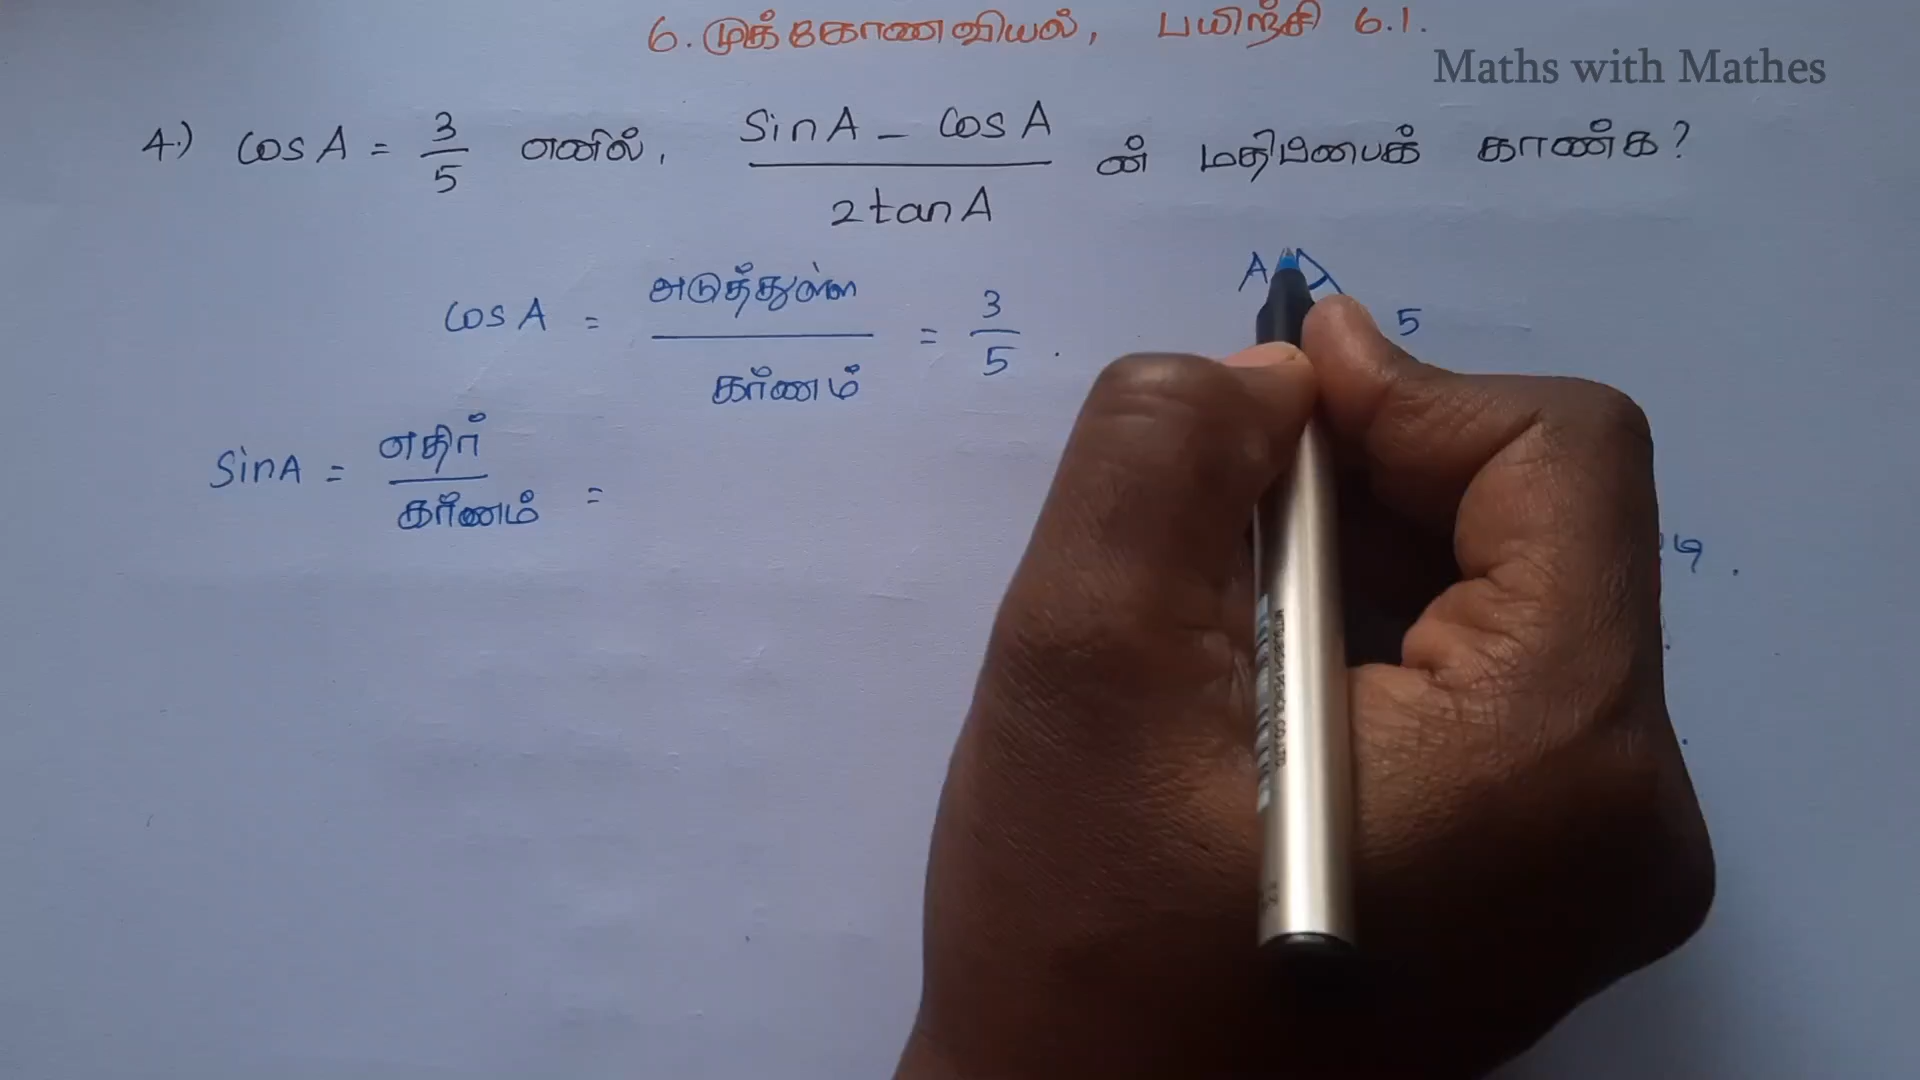 6. முக்கோணவியல், பயிற்சி 6.1.
Maths with Mathes
4.) Cos A = 3/5 எனில், (Sin A - Cos A)/(2 tan A) ன் மதிப்பைக் காண்க?
Cos A = அடுத்துள்ள/கர்ணம் = 3/5 .
A
5
Sin A = எதிர்/கர்ணம் =